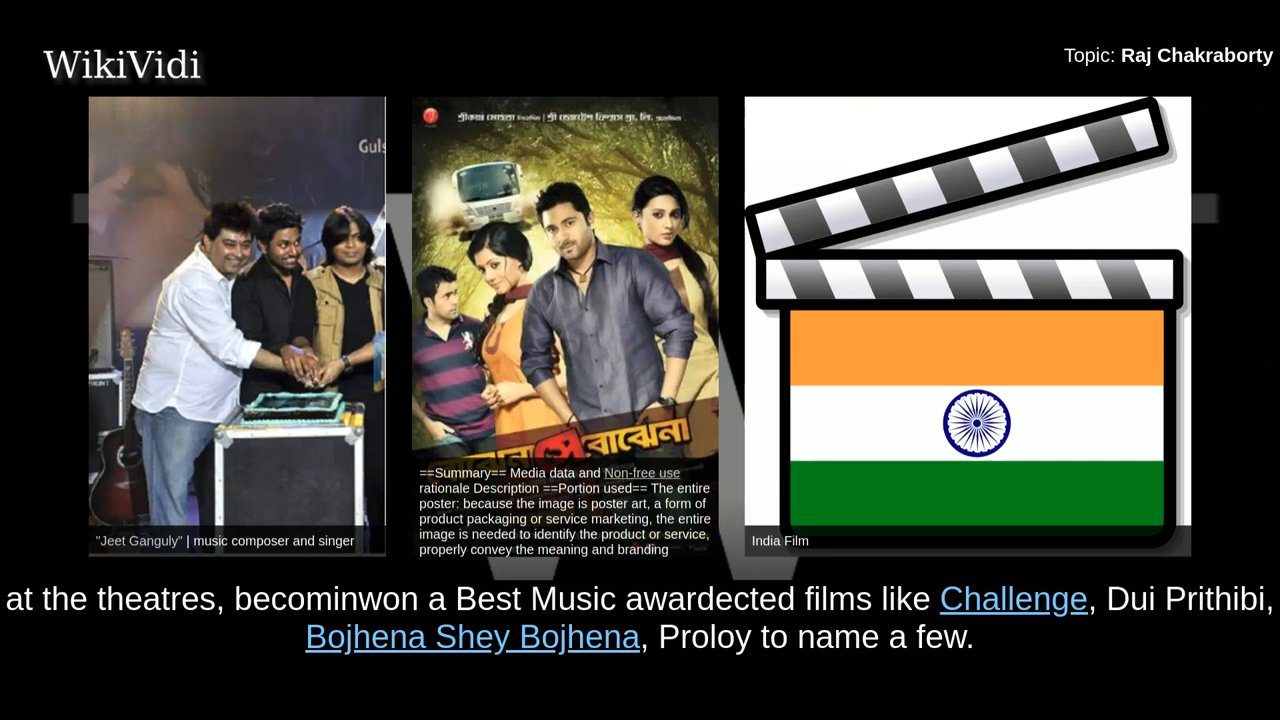 WikiVidi
Topic: Raj Chakraborty
Guls
==Summary== Media data and Non-free use
rationale Description ==Portion used== The entire
poster: because the image is poster art, a form of
product packaging or service marketing, the entire
image is needed to identify the product or service,
properly convey the meaning and branding
"Jeet Ganguly" | music composer and singer
India Film
at the theatres, becominwon a Best Music awardected films like Challenge, Dui Prithibi,
Bojhena Shey Bojhena, Proloy to name a few.